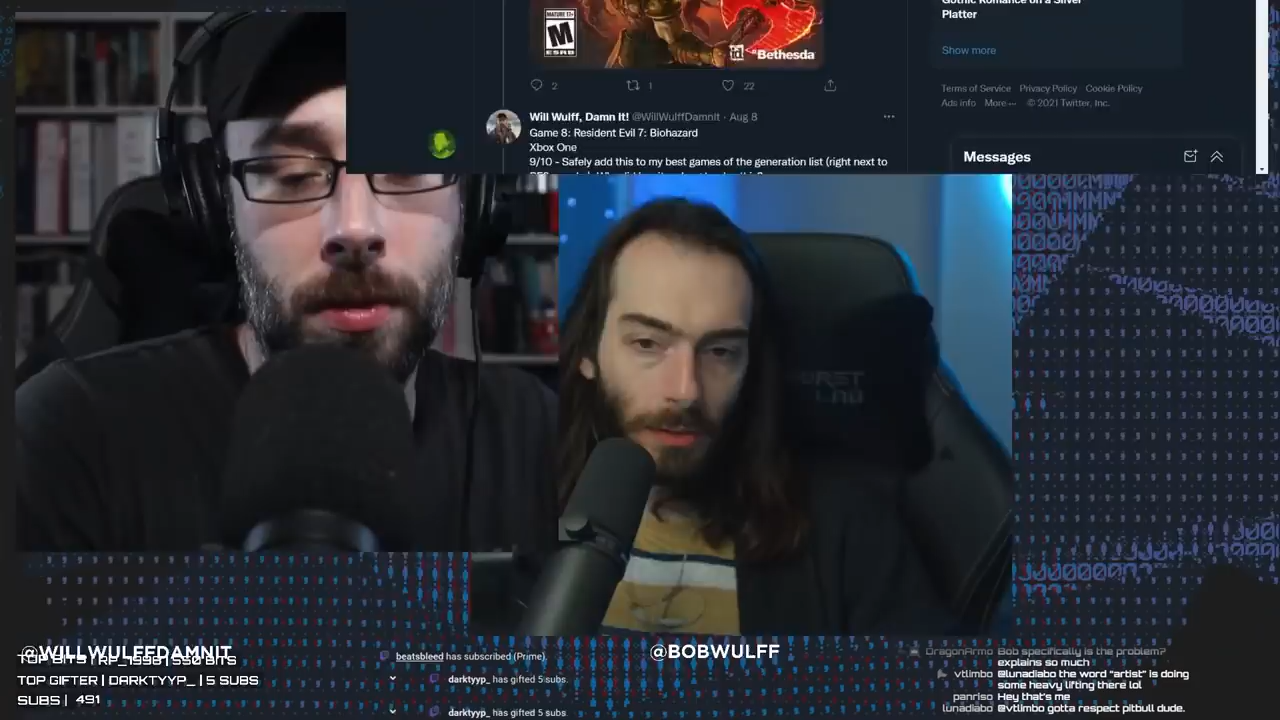 MATURE 17+
M
ESRB
id
Bethesda
2
1
22
Will Wulff, Damn It! @WillWulffDamnIt · Aug 8
Game 8: Resident Evil 7: Biohazard
Xbox One
9/10 - Safely add this to my best games of the generation list (right next to
Platter
Show more
Terms of Service Privacy Policy Cookie Policy
Ads info More··· © 2021 Twitter, Inc.
Messages
@WILLWULFFDAMNIT
550 BITS
TOP GIFTER | DARKTYYP_ | 5 SUBS
SUBS | 491
beatsbleed has subscribed (Prime).
darktyyp_ has gifted 5 subs.
darktyyp_ has gifted 5 subs.
@BOBWULFF
DragonArmo Bob specifically is the problem?
explains so much
vtlimbo @lunadiabo the word "artist" is doing
some heavy lifting there lol
panriso Hey that's me
lunadiabo @vtlimbo gotta respect pitbull dude.